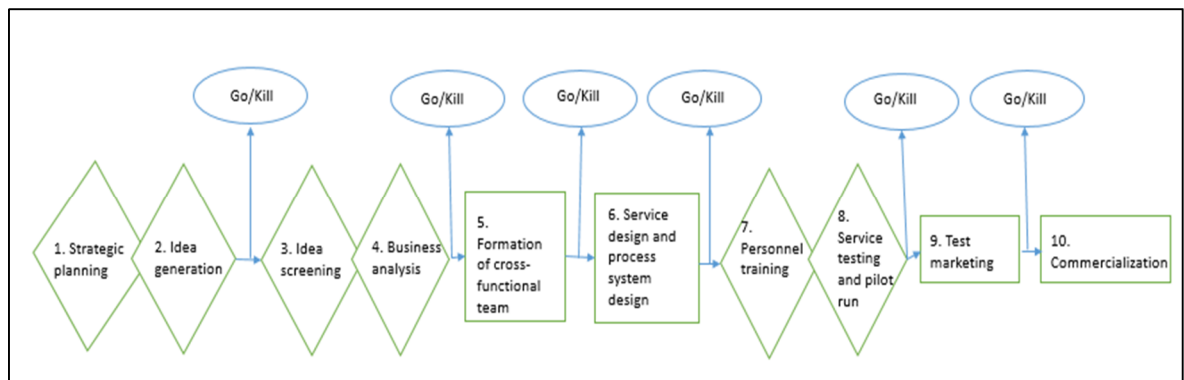 Go/Kill
Go/Kill
Go/Kill
Go/Kill
Go/Kill
Go/Kill
1. Strategic
planning
2. Idea
generation
3. Idea
screening
4. Business
analysis
5.
Formation
of cross-
functional
team
6. Service
design and
process
system
design
7.
Personnel
training
8.
Service
testing
and pilot
run
9. Test
marketing
10.
Commercialization